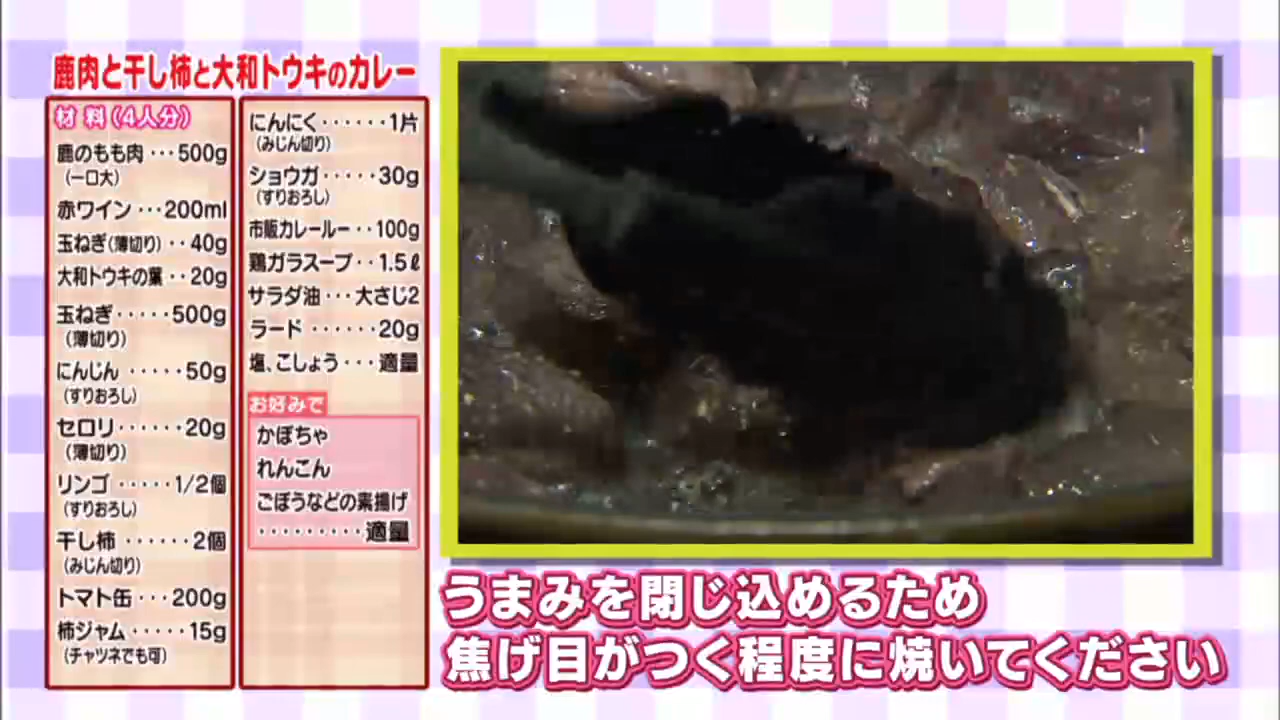 鹿肉と干し柿と大和トウキのカレー
材料(4人分)
鹿のもも肉…500g
(一口大)
赤ワイン…200ml
玉ねぎ(薄切り)‥40g
大和トウキの葉‥20g
玉ねぎ‥‥‥500g
(薄切り)
にんじん‥‥‥50g
(すりおろし)
セロリ‥‥‥20g
(薄切り)
リンゴ‥‥‥1/2個
(すりおろし)
干し柿‥‥‥2個
(みじん切り)
トマト缶…200g
柿ジャム‥‥‥15g
(チャツネでも可)
にんにく‥‥‥1片
(みじん切り)
ショウガ‥‥‥30g
(すりおろし)
市販カレールー‥100g
鶏ガラスープ‥1.5ℓ
サラダ油…大さじ2
ラード‥‥‥20g
塩、こしょう…適量
お好みで
かぼちゃ
れんこん
ごぼうなどの素揚げ
‥‥‥‥‥適量
うまみを閉じ込めるため
焦げ目がつく程度に焼いてください